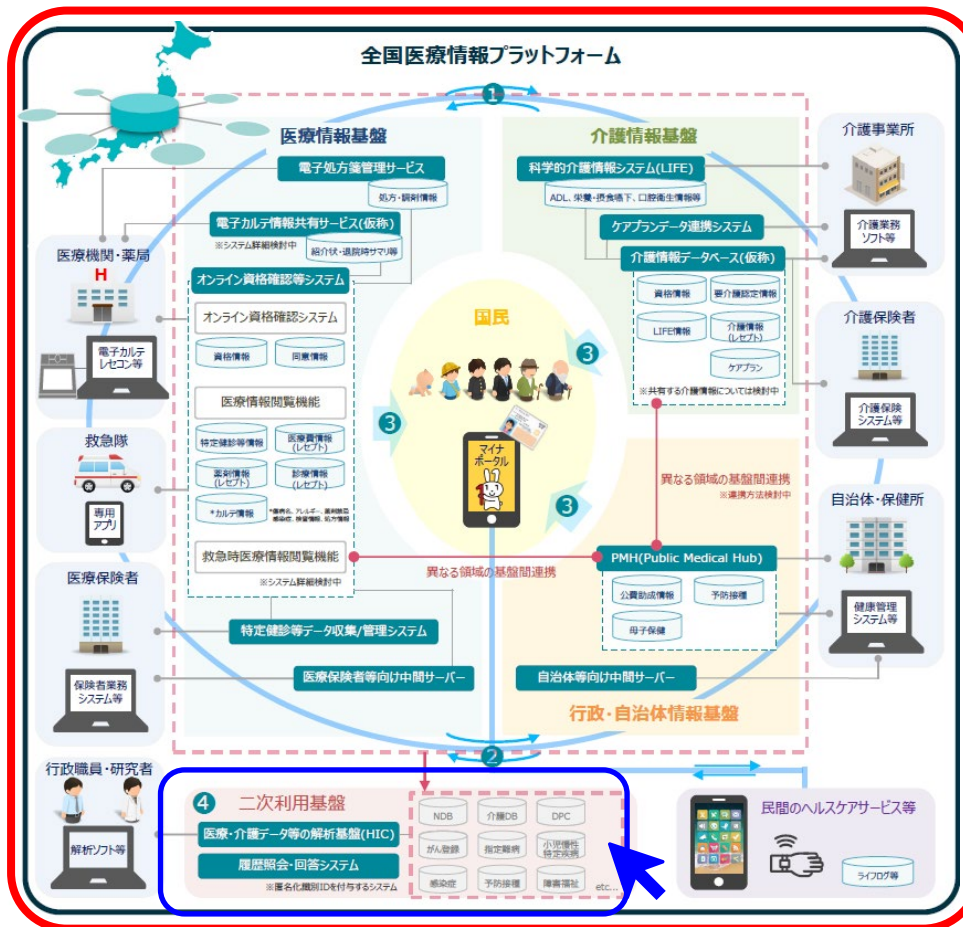 全国医療情報プラットフォーム
1
医療情報基盤
介護情報基盤
電子処方箋管理サービス
処方・調剤情報
電子カルテ情報共有サービス(仮称)
※システム詳細検討中
紹介状・退院時サマリ等
オンライン資格確認等システム
オンライン資格確認システム
資格情報
同意情報
医療情報閲覧機能
特定健診等情報
医療費情報
(レセプト)
薬剤情報
(レセプト)
診療情報
(レセプト)
*カルテ情報
*傷病名、アレルギー、薬剤禁忌
感染症、検査情報、処方情報
救急時医療情報閲覧機能
※システム詳細検討中
特定健診等データ収集/管理システム
医療保険者等向け中間サーバー
科学的介護情報システム(LIFE)
ADL、栄養・摂食嚥下、口腔衛生情報等
ケアプランデータ連携システム
介護情報データベース(仮称)
資格情報
要介護認定情報
LIFE情報
介護情報
(レセプト)
ケアプラン
※共有する介護情報については検討中
国民
3
3
3
マイナ
ポータル
異なる領域の基盤間連携
※連携方法検討中
異なる領域の基盤間連携
PMH(Public Medical Hub)
公費助成情報
予防接種
母子保健
自治体等向け中間サーバー
行政・自治体情報基盤
2
医療機関・薬局
H
電子カルテ
レセコン等
救急隊
専用
アプリ
医療保険者
保険者業務
システム等
行政職員・研究者
解析ソフト等
介護事業所
介護業務
ソフト等
介護保険者
介護保険
システム等
自治体・保健所
健康管理
システム等
4
二次利用基盤
医療・介護データ等の解析基盤(HIC)
履歴照会・回答システム
※匿名化識別IDを付与するシステム
NDB
介護DB
DPC
がん登録
指定難病
小児慢性
特定疾病
感染症
予防接種
障害福祉
etc...
民間のヘルスケアサービス等
ライフログ等